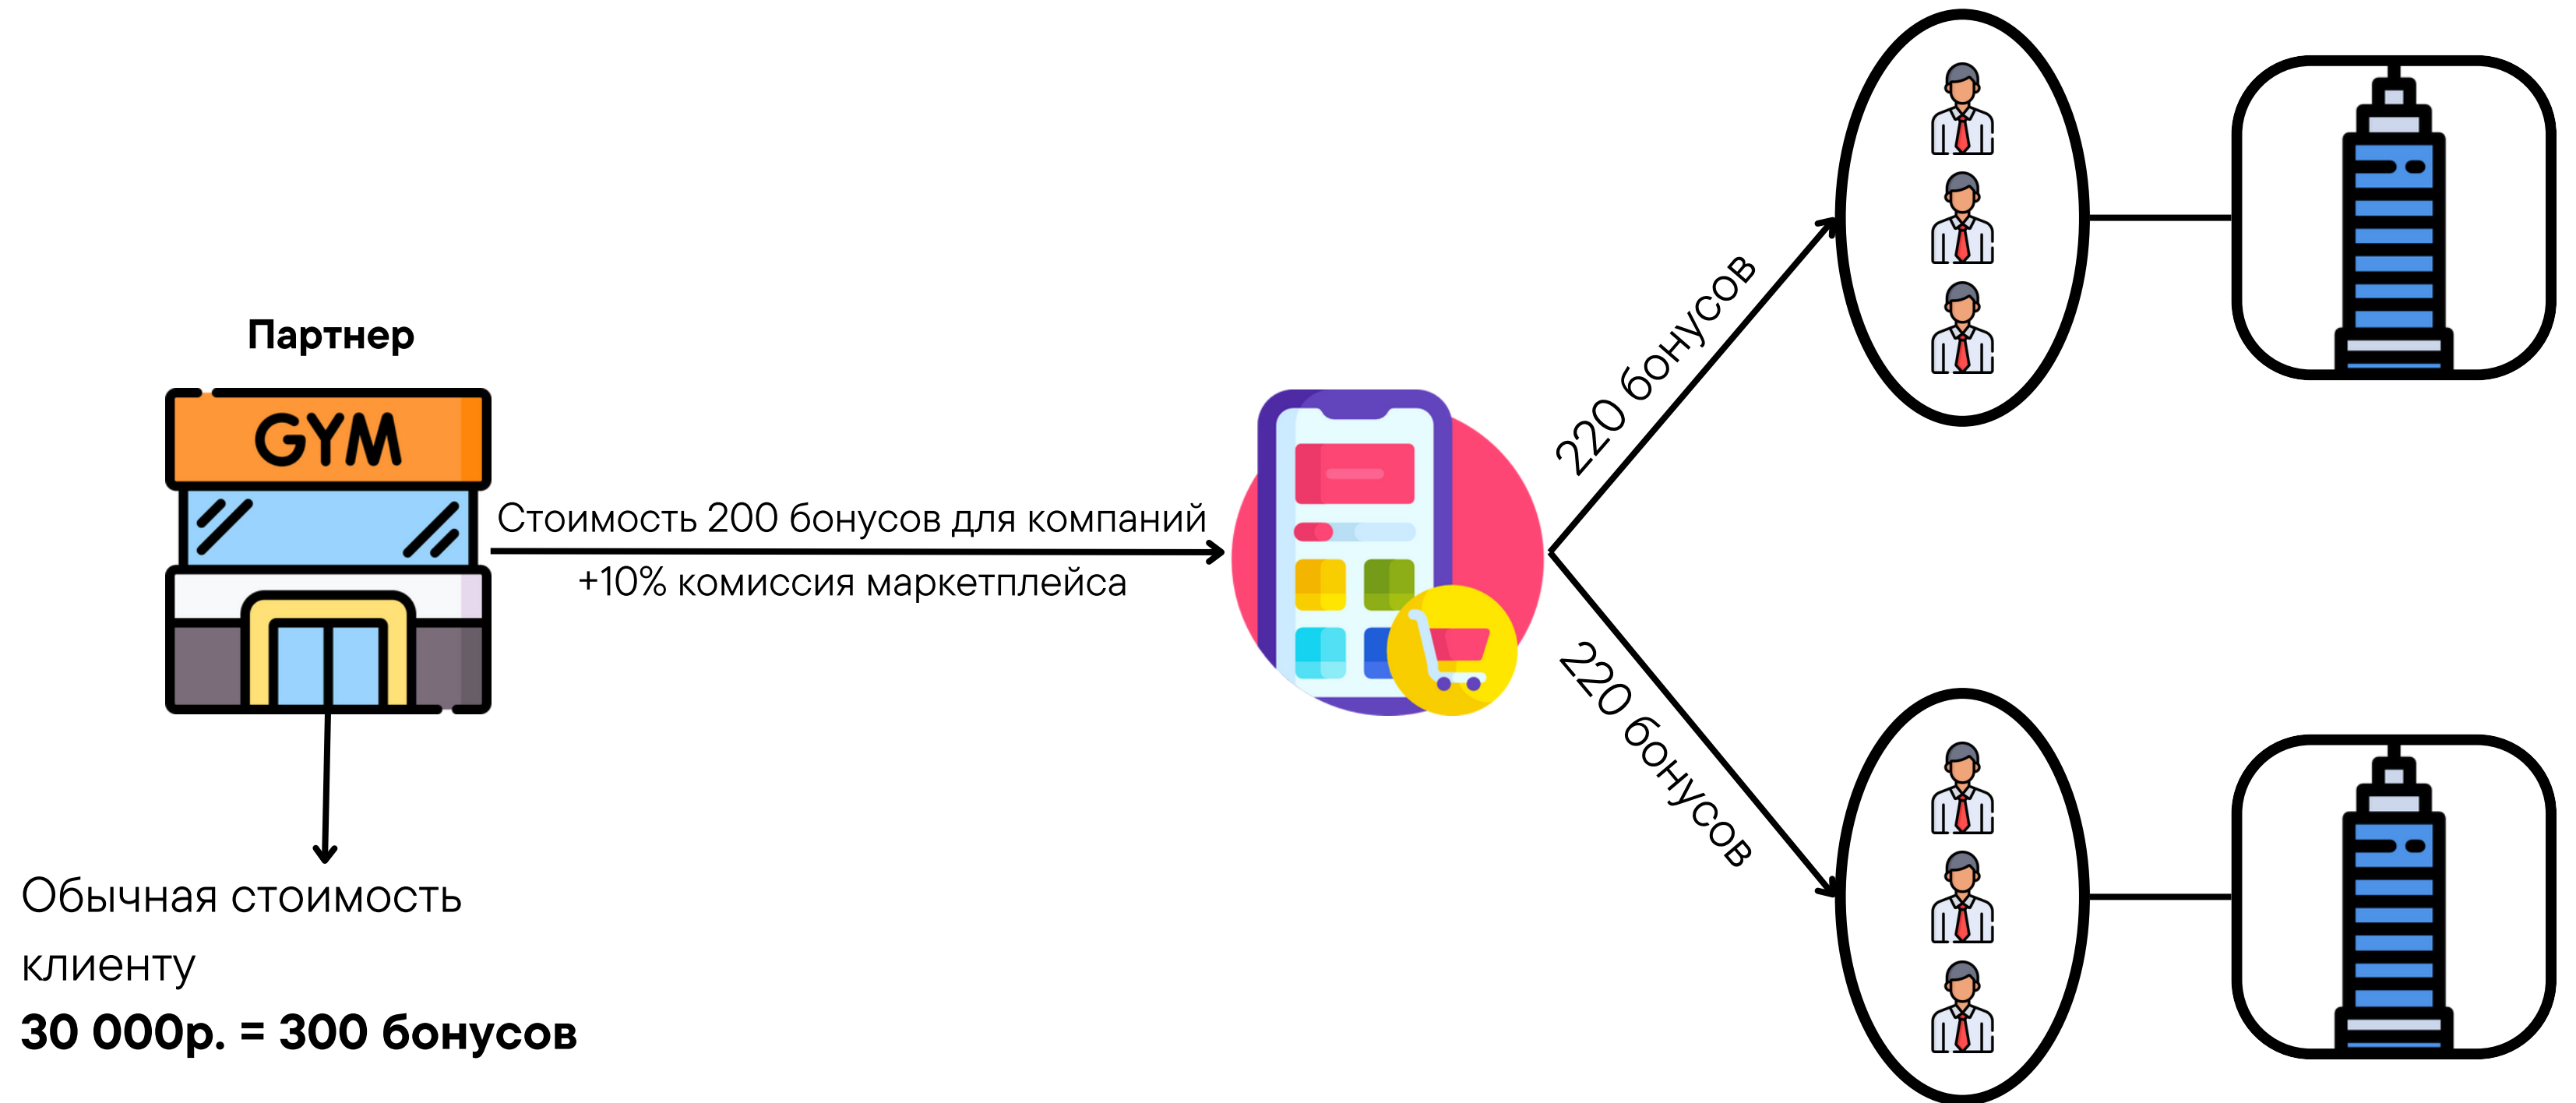 Партнер
GYM
Стоимость 200 бонусов для компаний
+10% комиссия маркетплейса
220 бонусов
220 бонусов
Обычная стоимость
клиенту
30 000р. = 300 бонусов